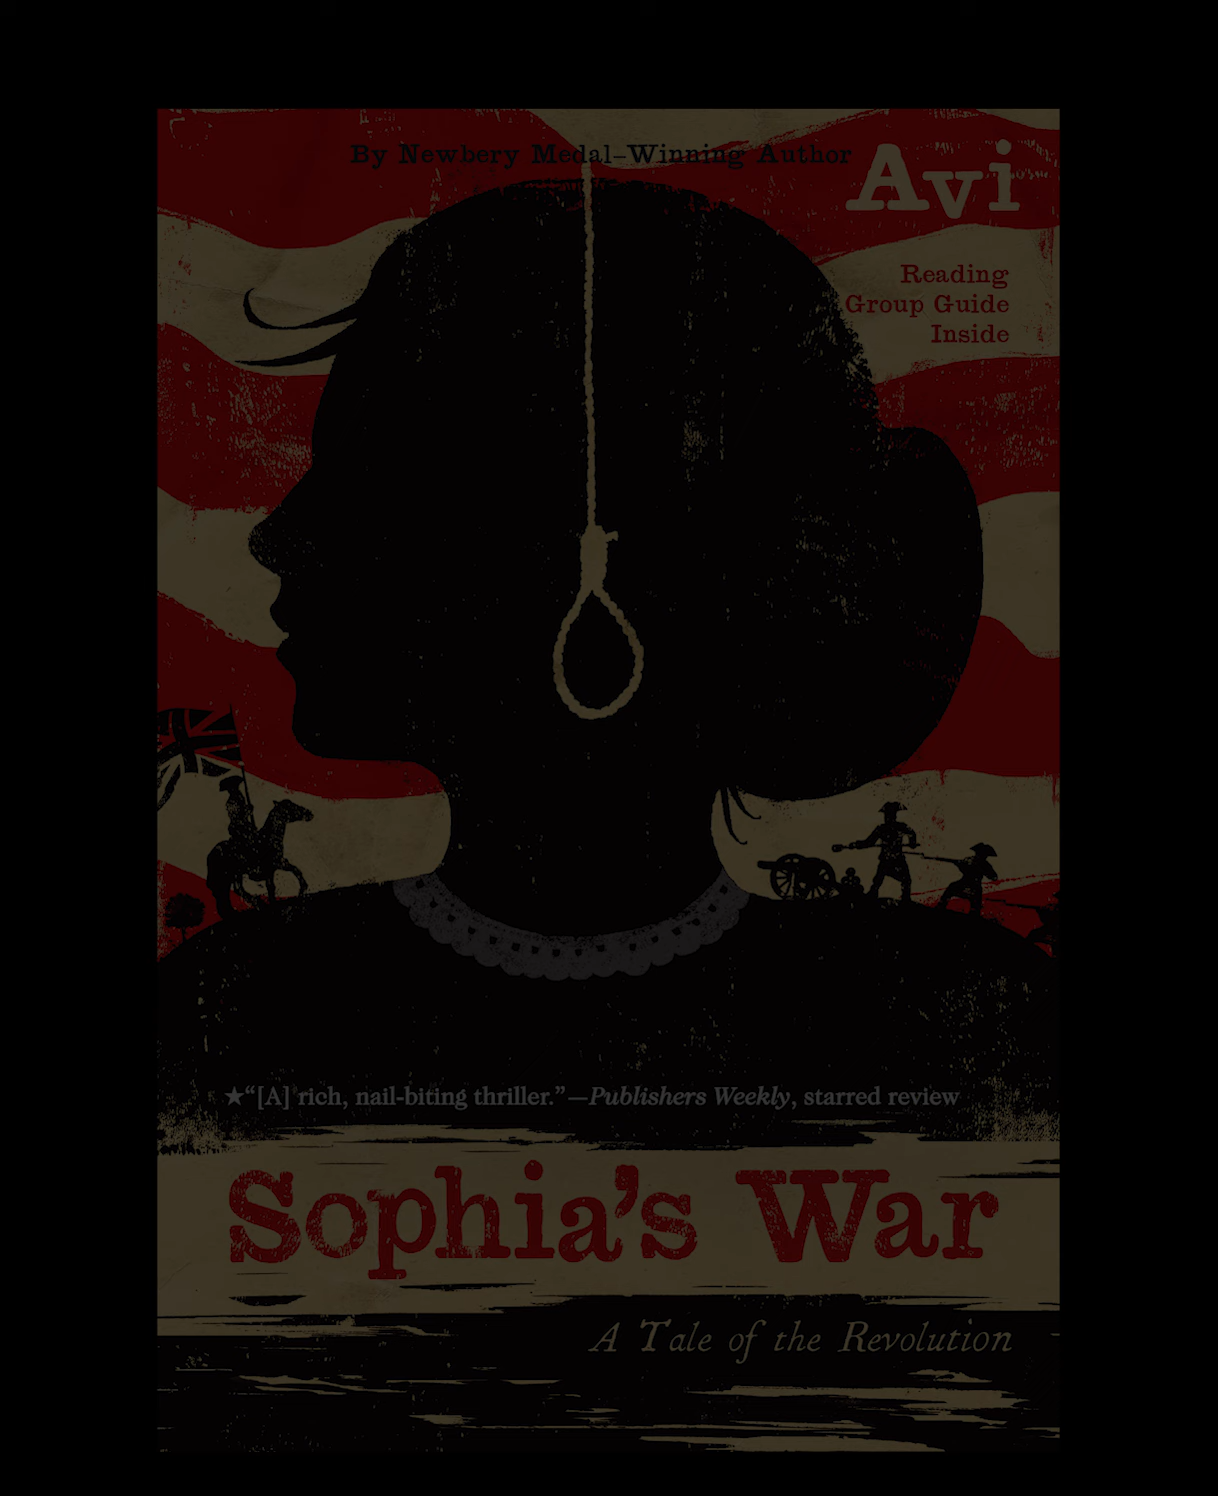 By Newbery Medal–Winning Author Avi
Reading
Group Guide
Inside
★“[A] rich, nail-biting thriller.”—Publishers Weekly, starred review
Sophia’s War
A Tale of the Revolution